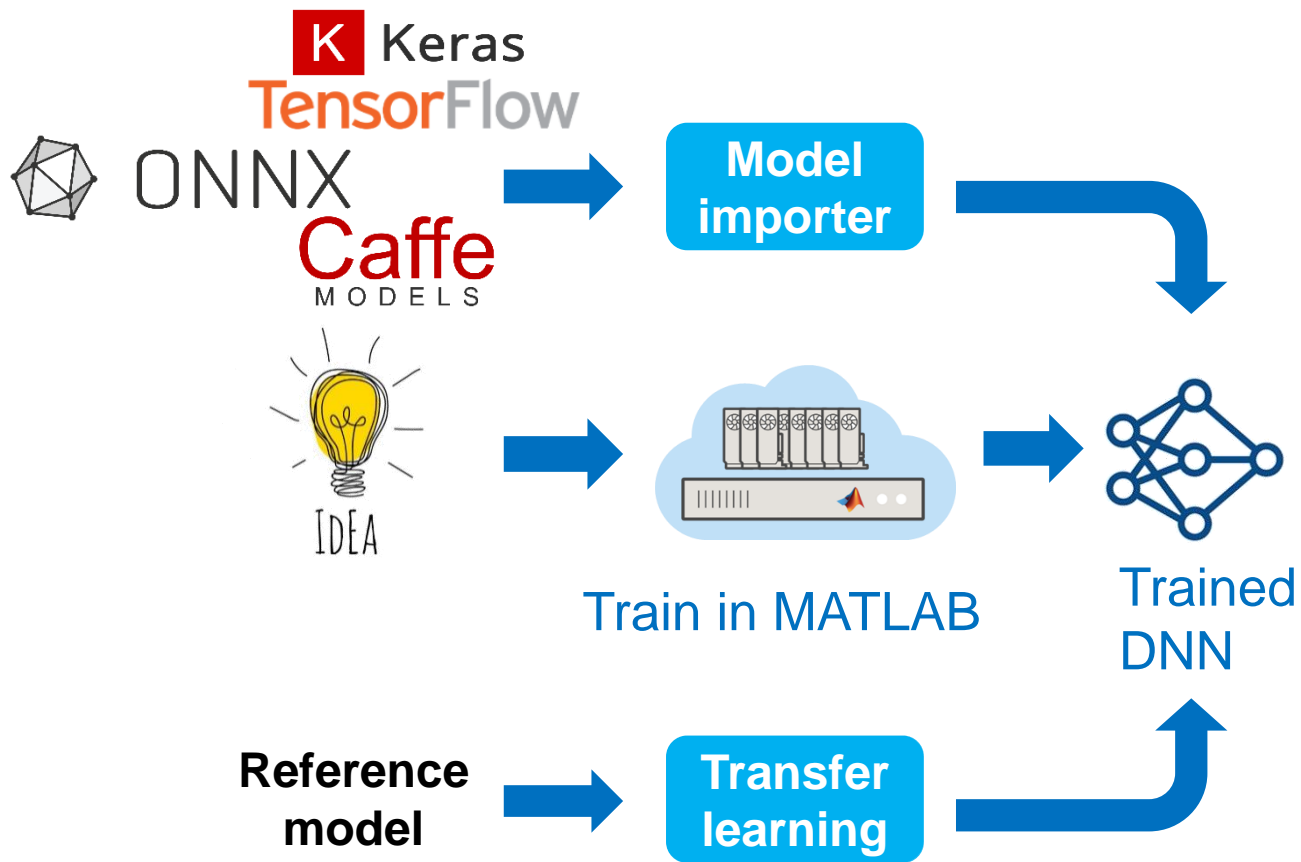 K Keras
TensorFlow
ONNX
Caffe
MODELS
Model
importer
IdEA
Train in MATLAB
Trained
DNN
Reference
model
Transfer
learning